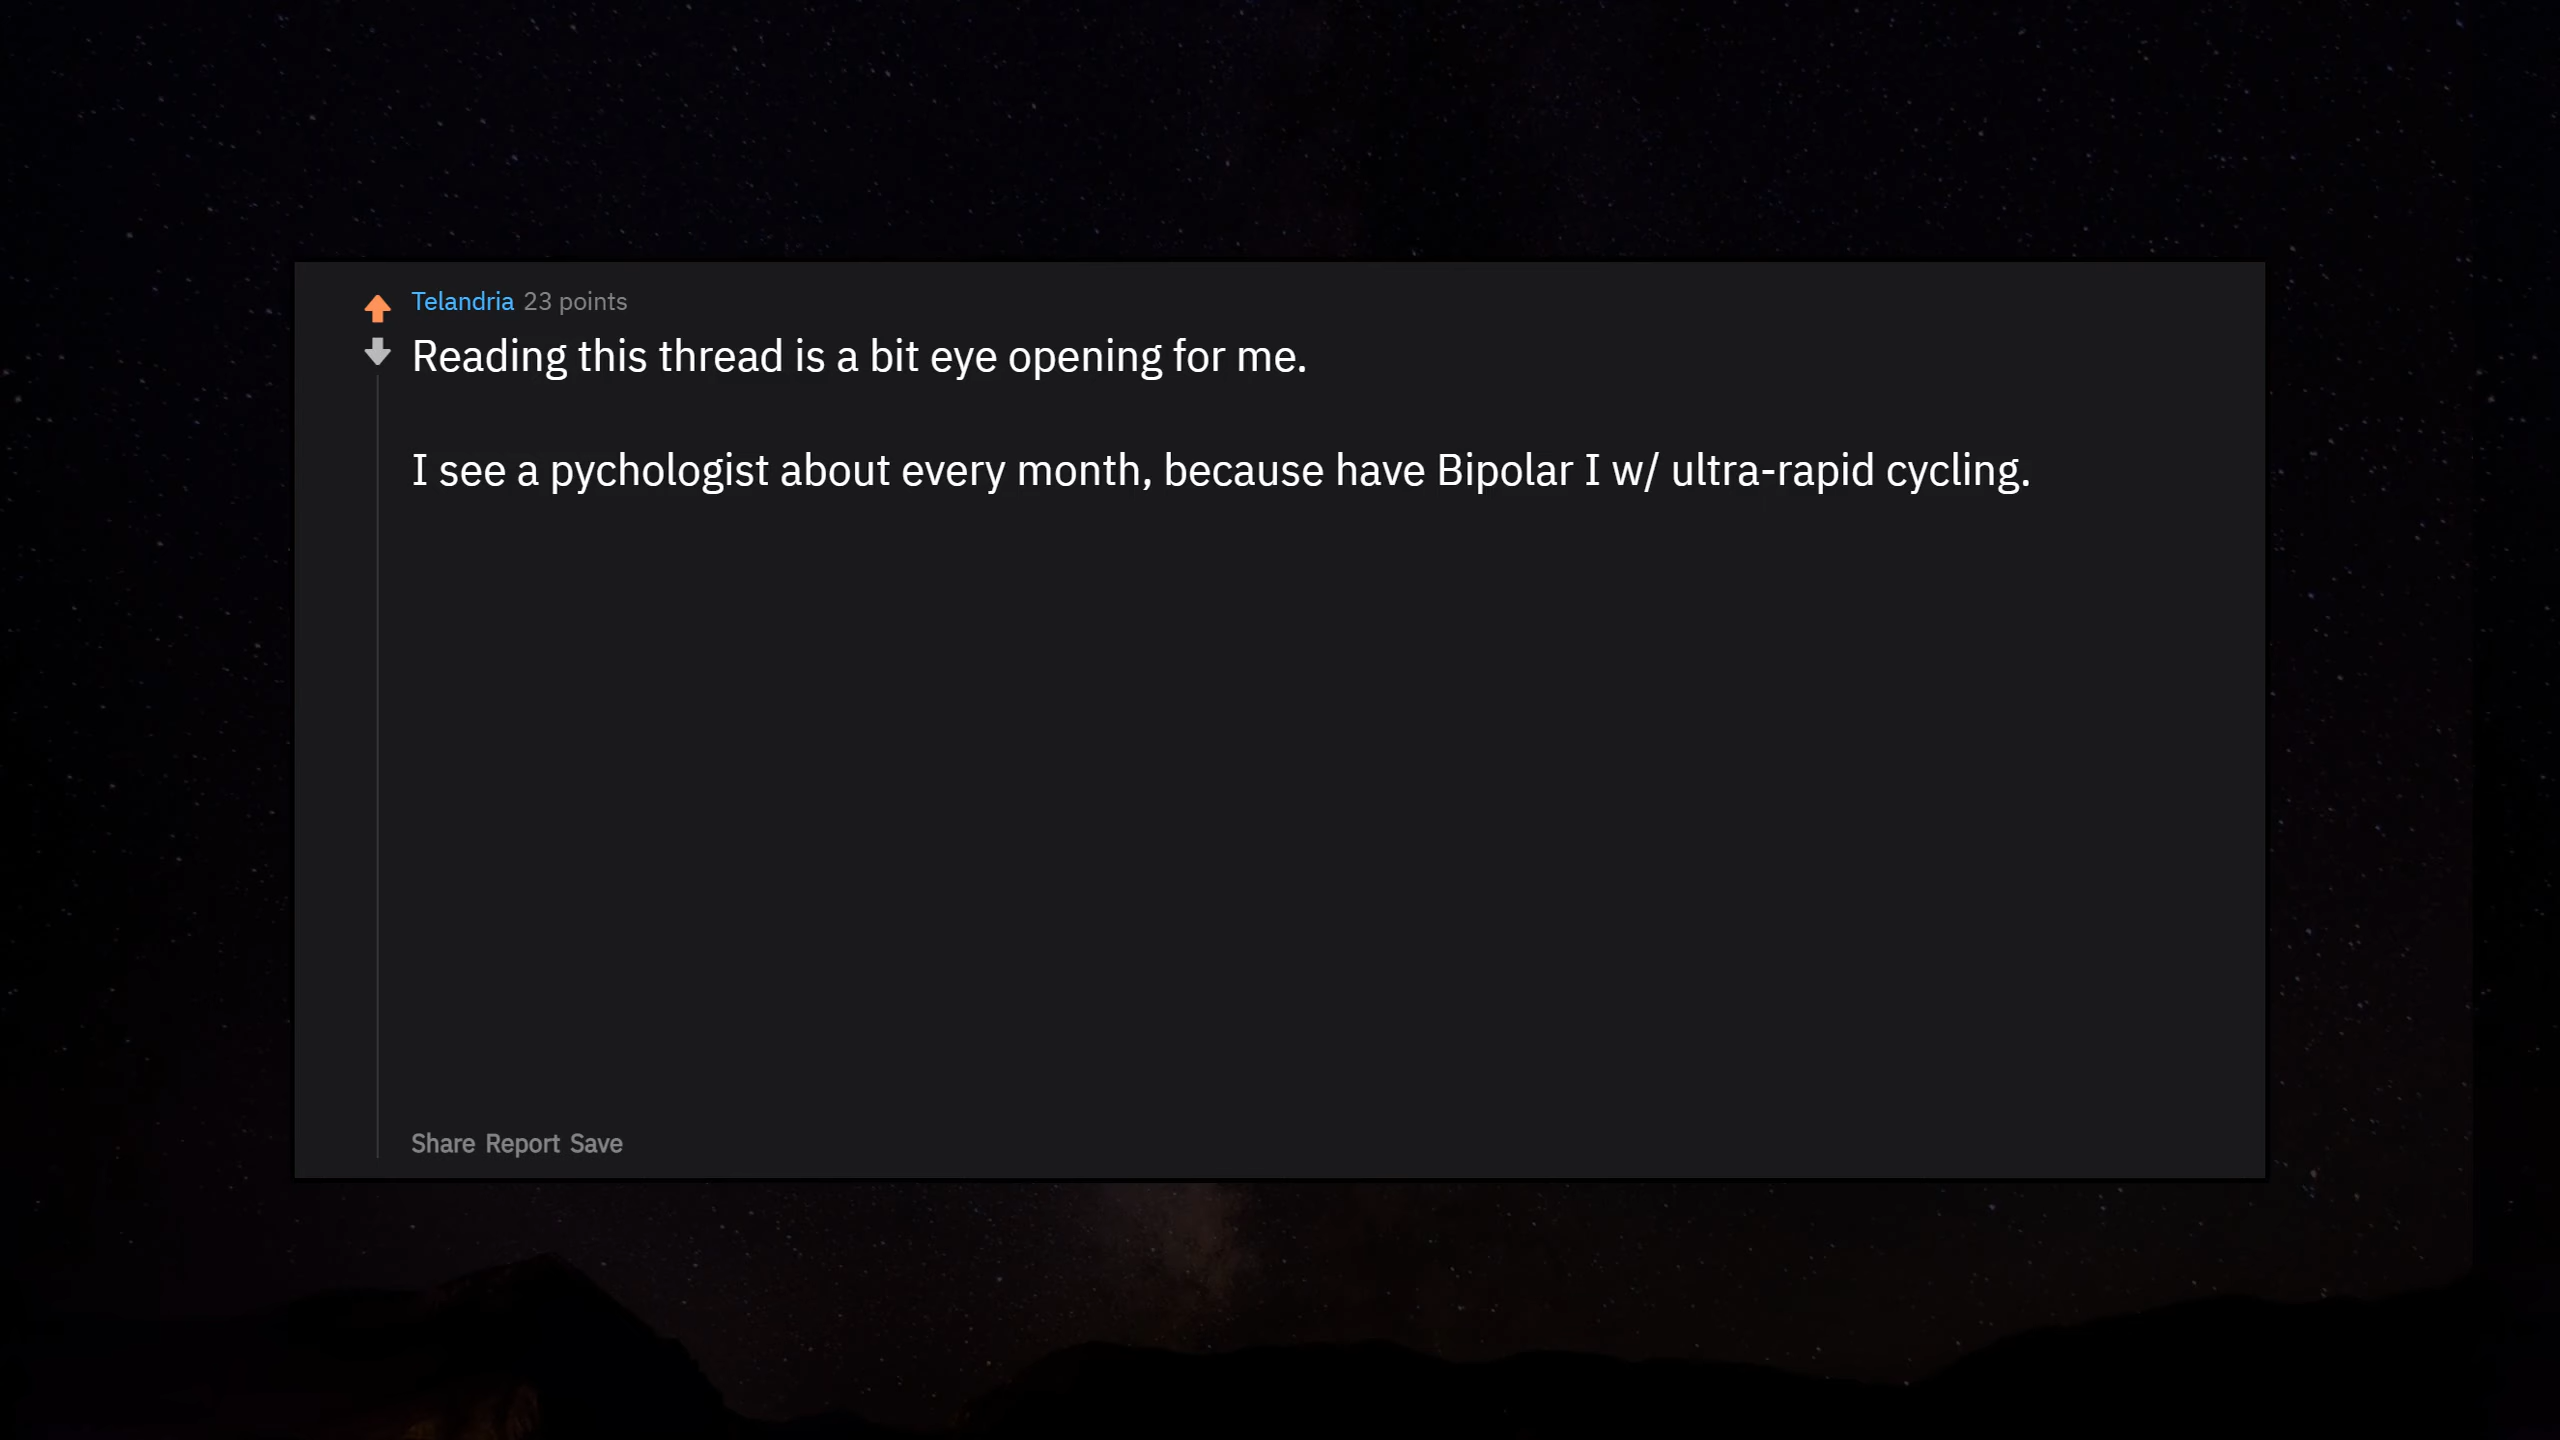 Telandria 23 points
Reading this thread is a bit eye opening for me.
I see a pychologist about every month, because have Bipolar I w/ ultra-rapid cycling.
Share Report Save